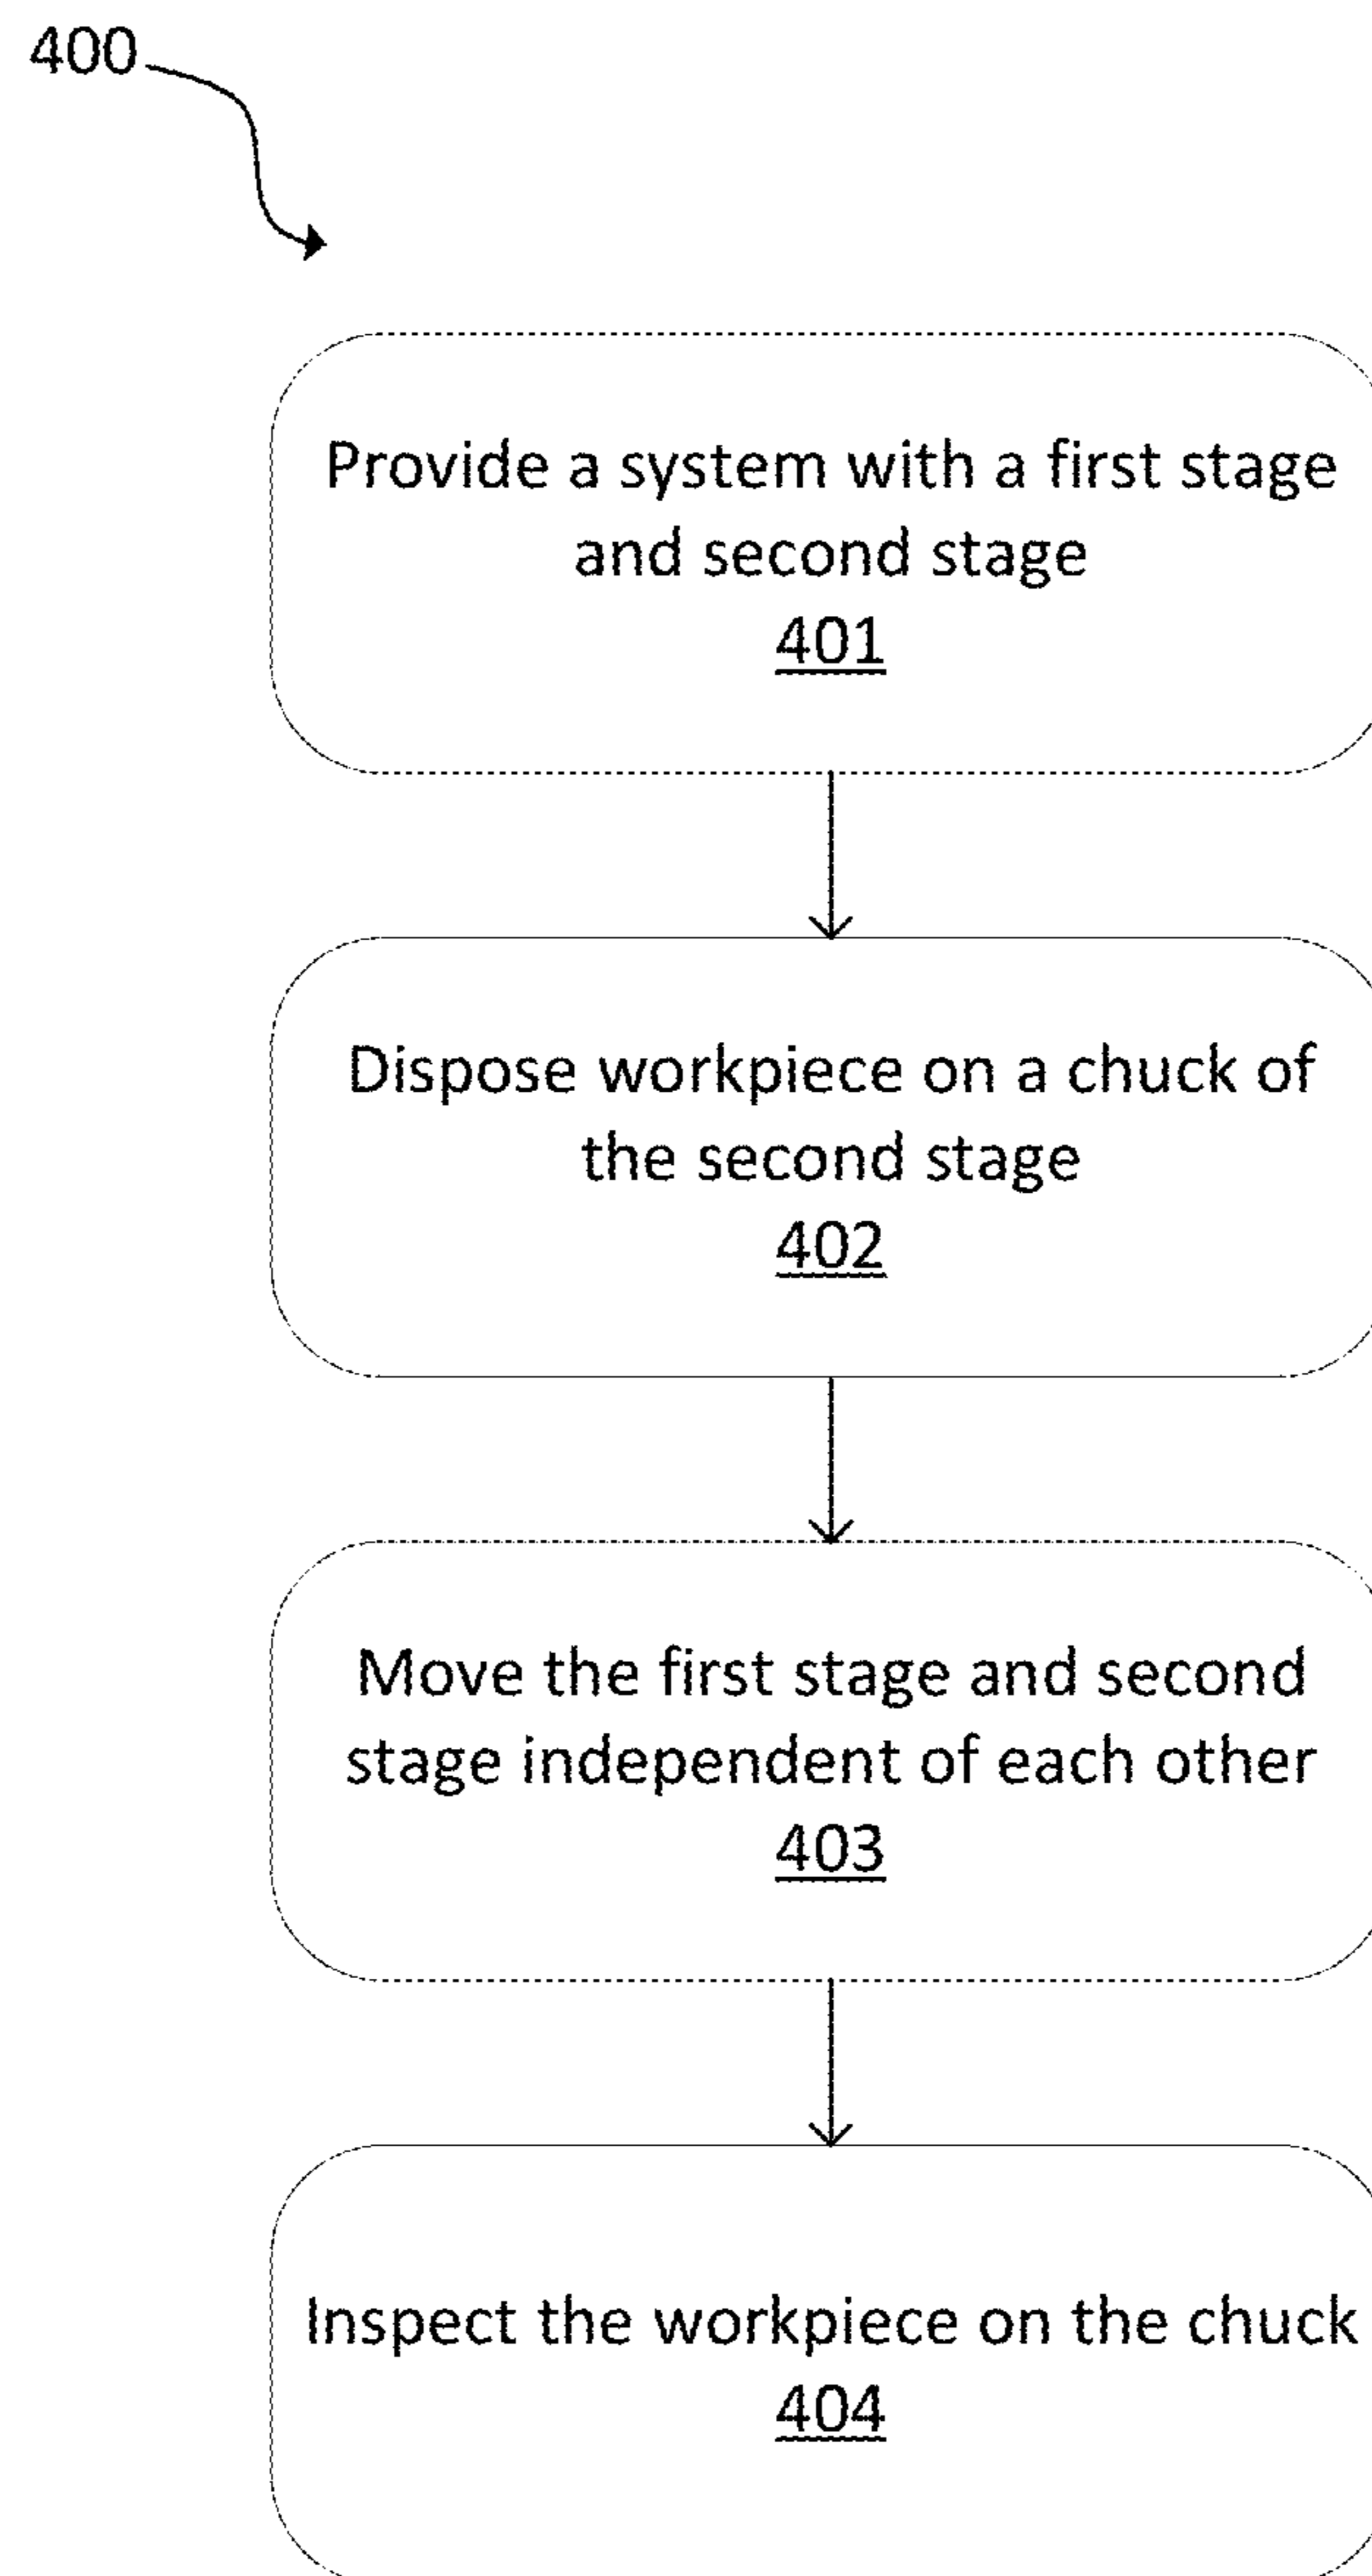 400
Provide a system with a first stage
and second stage
401
Dispose workpiece on a chuck of
the second stage
402
Move the first stage and second
stage independent of each other
403
Inspect the workpiece on the chuck
404